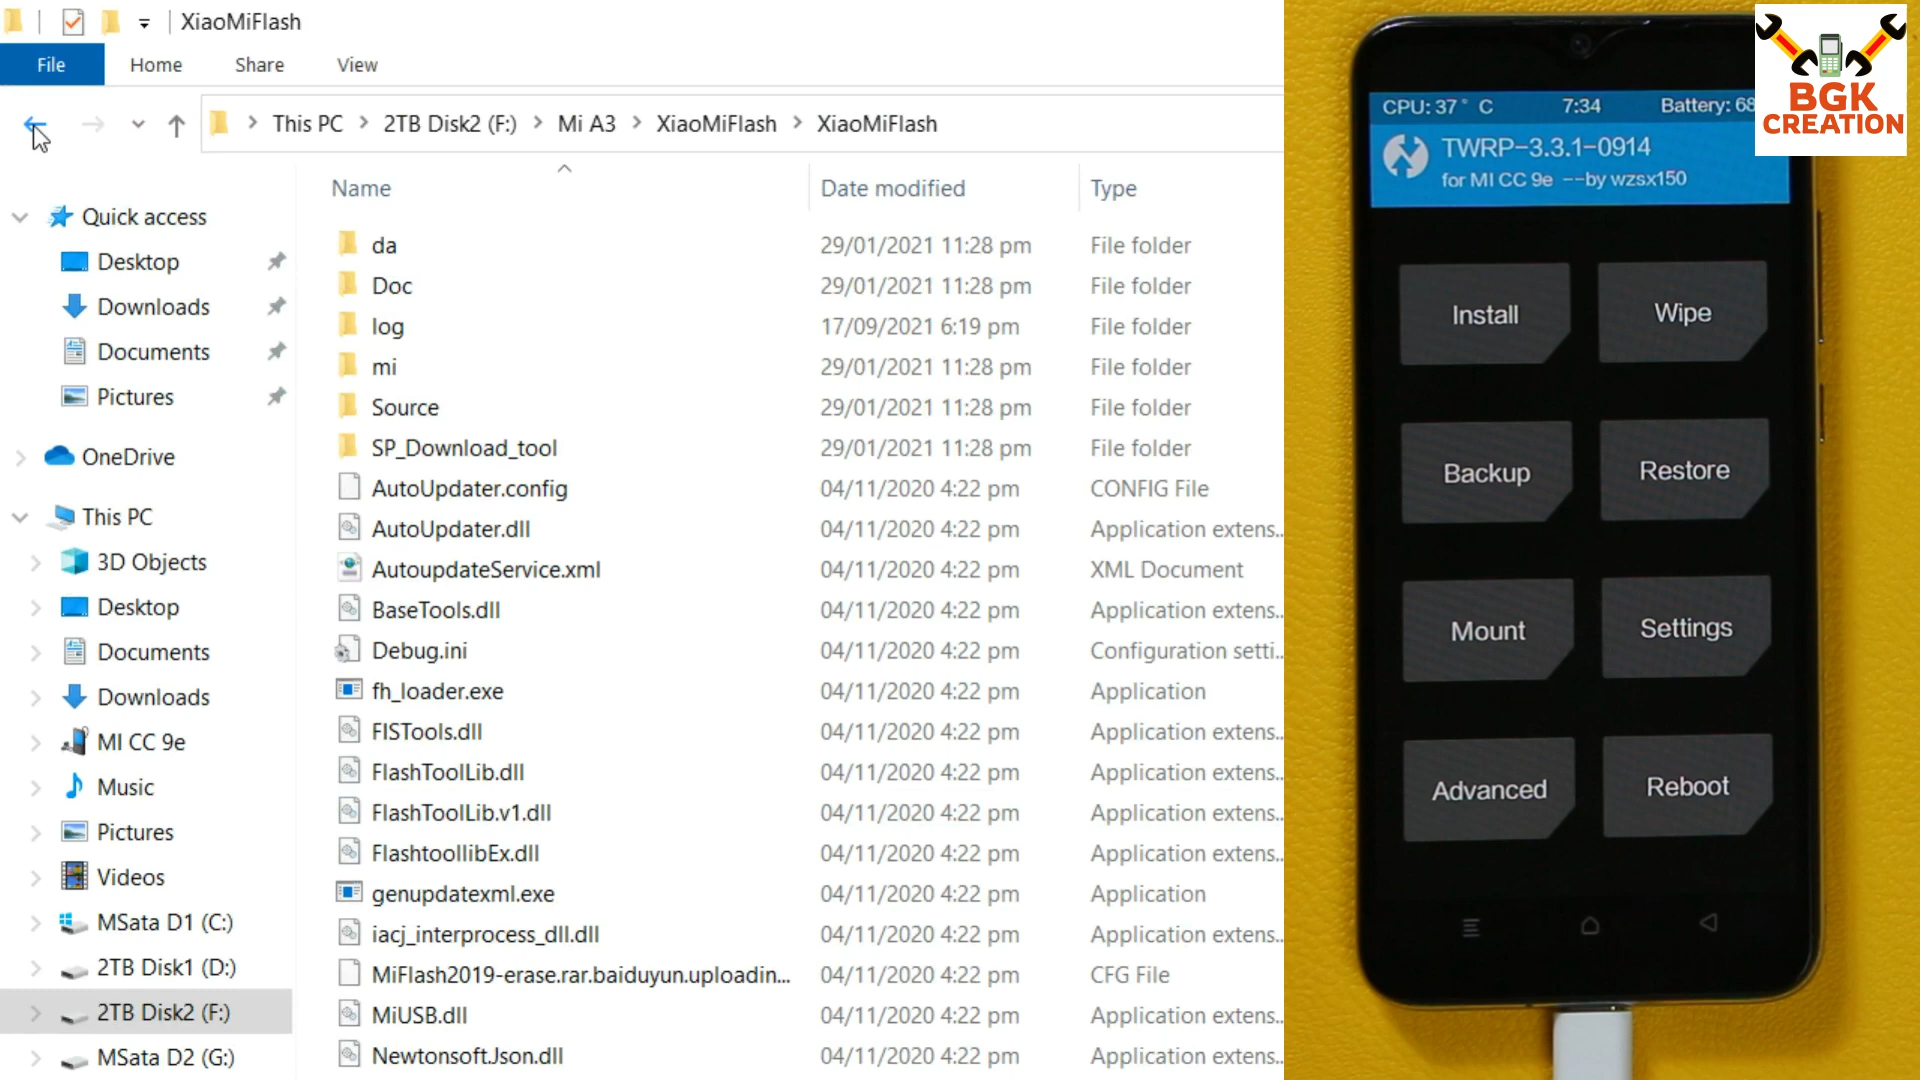 XiaoMiFlash
File
Home
Share
View
This PC
2TB Disk2 (F:)
Mi A3
XiaoMiFlash
XiaoMiFlash
Quick access
Desktop
Downloads
Documents
Pictures
OneDrive
This PC
3D Objects
Desktop
Documents
Downloads
MI CC 9e
Music
Pictures
Videos
MSata D1 (C:)
2TB Disk1 (D:)
2TB Disk2 (F:)
MSata D2 (G:)
Name Date modified Type
da 29/01/2021 11:28 pm File folder
Doc 29/01/2021 11:28 pm File folder
log 17/09/2021 6:19 pm File folder
mi 29/01/2021 11:28 pm File folder
Source 29/01/2021 11:28 pm File folder
SP_Download_tool 29/01/2021 11:28 pm File folder
AutoUpdater.config 04/11/2020 4:22 pm CONFIG File
AutoUpdater.dll 04/11/2020 4:22 pm Application extens...
AutoupdateService.xml 04/11/2020 4:22 pm XML Document
BaseTools.dll 04/11/2020 4:22 pm Application extens...
Debug.ini 04/11/2020 4:22 pm Configuration setti...
fh_loader.exe 04/11/2020 4:22 pm Application
FISTools.dll 04/11/2020 4:22 pm Application extens...
FlashToolLib.dll 04/11/2020 4:22 pm Application extens...
FlashToolLib.v1.dll 04/11/2020 4:22 pm Application extens...
FlashtoollibEx.dll 04/11/2020 4:22 pm Application extens...
genupdatexml.exe 04/11/2020 4:22 pm Application
iacj_interprocess_dll.dll 04/11/2020 4:22 pm Application extens...
MiFlash2019-erase.rar.baiduyun.uploadin... 04/11/2020 4:22 pm CFG File
MiUSB.dll 04/11/2020 4:22 pm Application extens...
Newtonsoft.Json.dll 04/11/2020 4:22 pm Application extens...
CPU: 37° C 7:34 Battery: 68
TWRP-3.3.1-0914
for MI CC 9e --by wzsx150
Install
Wipe
Backup
Restore
Mount
Settings
Advanced
Reboot
BGK
CREATION